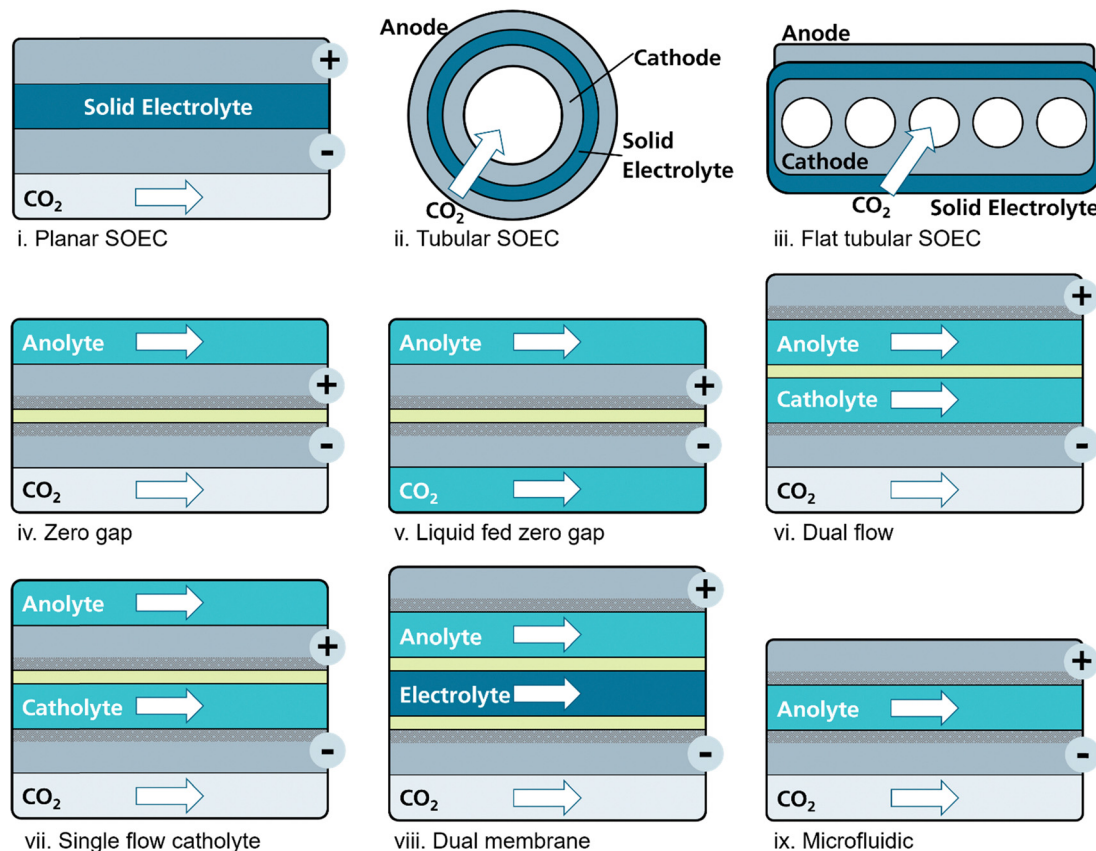 +
Solid Electrolyte
-
CO₂
i. Planar SOEC
Anode
Cathode
Solid
Electrolyte
CO₂
ii. Tubular SOEC
Anode
Cathode
CO₂
Solid Electrolyte
iii. Flat tubular SOEC
Anolyte
+
-
CO₂
iv. Zero gap
Anolyte
+
-
CO₂
v. Liquid fed zero gap
+
Anolyte
Catholyte
-
CO₂
vi. Dual flow
Anolyte
+
Catholyte
-
CO₂
vii. Single flow catholyte
+
Anolyte
Electrolyte
-
CO₂
viii. Dual membrane
+
Anolyte
-
CO₂
ix. Microfluidic